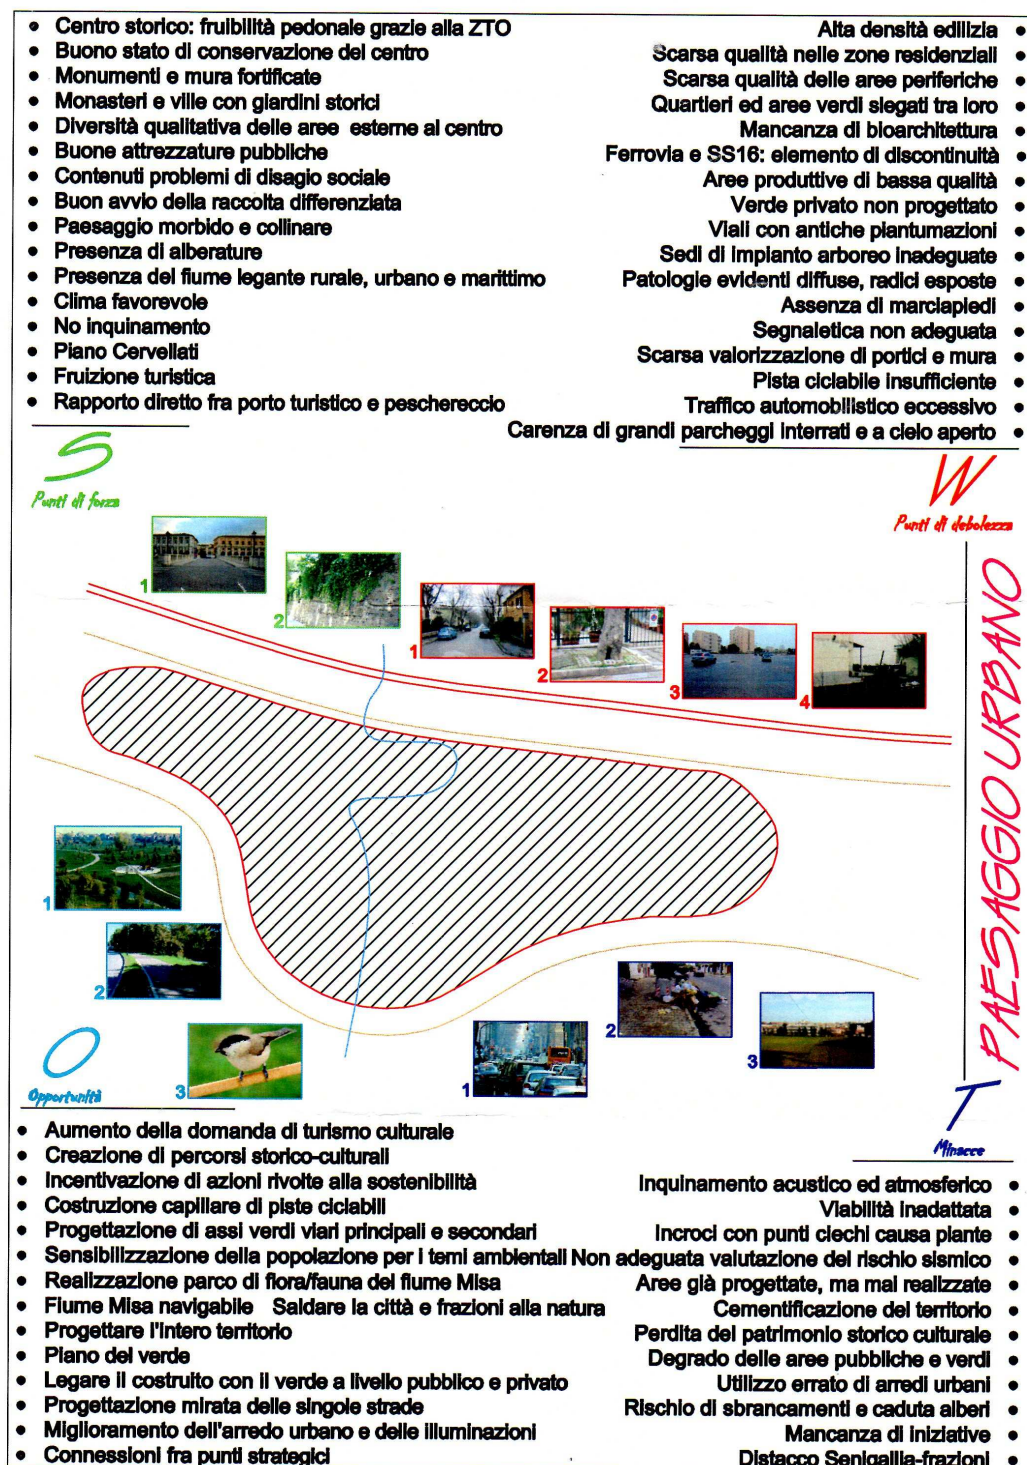 Centro storico: fruibilità pedonale grazie alla ZTO
Buono stato di conservazione del centro
Monumenti e mura fortificate
Monasteri e ville con giardini storici
Diversità qualitativa delle aree esterne al centro
Buone attrezzature pubbliche
Contenuti problemi di disagio sociale
Buon avvio della raccolta differenziata
Paesaggio morbido e collinare
Presenza di alberature
Presenza del fiume legante rurale, urbano e marittimo
Clima favorevole
No inquinamento
Piano Cervellati
Fruizione turistica
Rapporto diretto fra porto turistico e peschereccio
Alta densità edilizia
Scarsa qualità nelle zone residenziali
Scarsa qualità delle aree periferiche
Quartieri ed aree verdi slegati tra loro
Mancanza di bioarchitettura
Ferrovia e SS16: elemento di discontinuità
Aree produttive di bassa qualità
Verde privato non progettato
Viali con antiche piantumazioni
Sedi di impianto arboreo inadeguate
Patologie evidenti diffuse, radici esposte
Assenza di marciapiedi
Segnaletica non adeguata
Scarsa valorizzazione di portici e mura
Pista ciclabile insufficiente
Traffico automobilistico eccessivo
Carenza di grandi parcheggi interrati e a cielo aperto
S
Punti di forza
W
Punti di debolezza
1
2
1
2
3
4
PAESAGGIO URBANO
1
2
3
1
2
3
O
Opportunità
T
Minacce
Aumento della domanda di turismo culturale
Creazione di percorsi storico-culturali
Incentivazione di azioni rivolte alla sostenibilità
Costruzione capillare di piste ciclabili
Progettazione di assi verdi viari principali e secondari
Sensibilizzazione della popolazione per i temi ambientali
Realizzazione parco di flora/fauna del fiume Misa
Fiume Misa navigabile Saldare la città e frazioni alla natura
Progettare l'intero territorio
Piano del verde
Legare il costruito con il verde a livello pubblico e privato
Progettazione mirata delle singole strade
Miglioramento dell'arredo urbano e delle illuminazioni
Connessioni fra punti strategici
Inquinamento acustico ed atmosferico
Viabilità inadattata
Incroci con punti ciechi causa piante
Non adeguata valutazione del rischio sismico
Aree già progettate, ma mal realizzate
Cementificazione del territorio
Perdita del patrimonio storico culturale
Degrado delle aree pubbliche e verdi
Utilizzo errato di arredi urbani
Rischio di sbrancamenti e caduta alberi
Mancanza di iniziative
Distacco Senigallia-frazioni